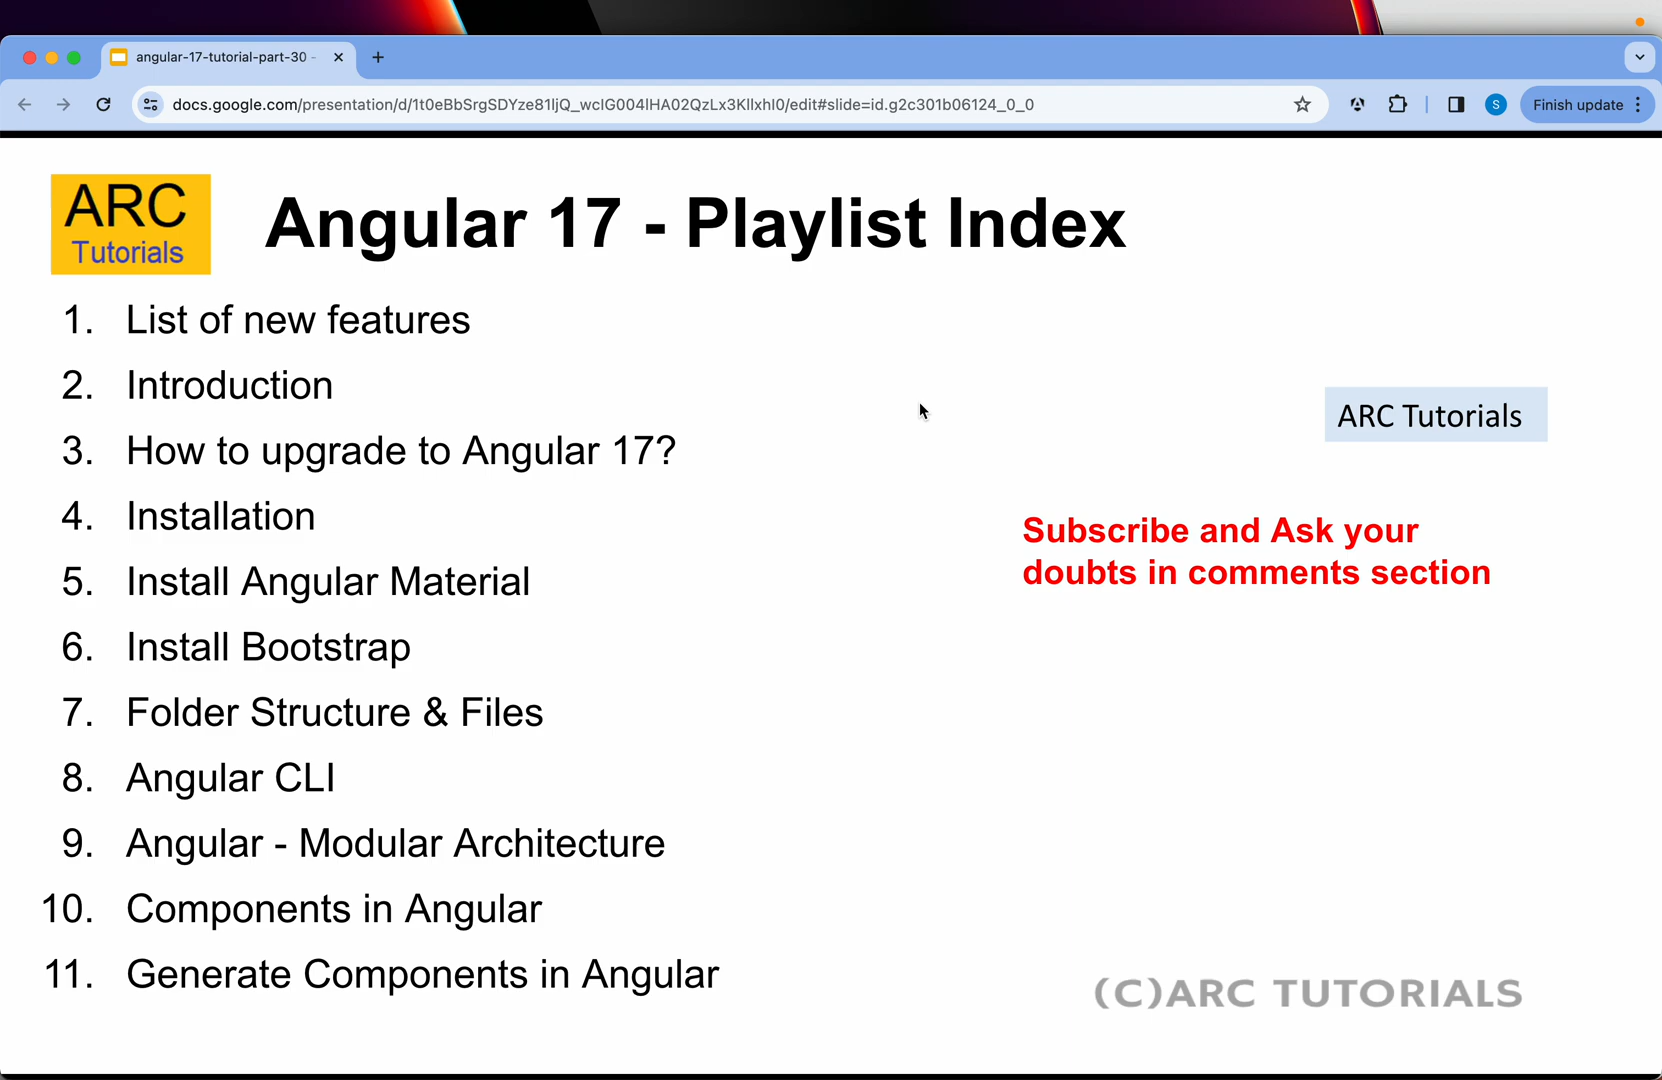 angular-17-tutorial-part-30 -
docs.google.com/presentation/d/1t0eBbSrgSDYze81ljQ_wcIG004lHA02QzLx3Kllxhl0/edit#slide=id.g2c301b06124_0_0
S
Finish update
ARC
Tutorials
Angular 17 - Playlist Index
1. List of new features
2. Introduction
3. How to upgrade to Angular 17?
4. Installation
5. Install Angular Material
6. Install Bootstrap
7. Folder Structure & Files
8. Angular CLI
9. Angular - Modular Architecture
10. Components in Angular
11. Generate Components in Angular
ARC Tutorials
Subscribe and Ask your
doubts in comments section
(C)ARC TUTORIALS